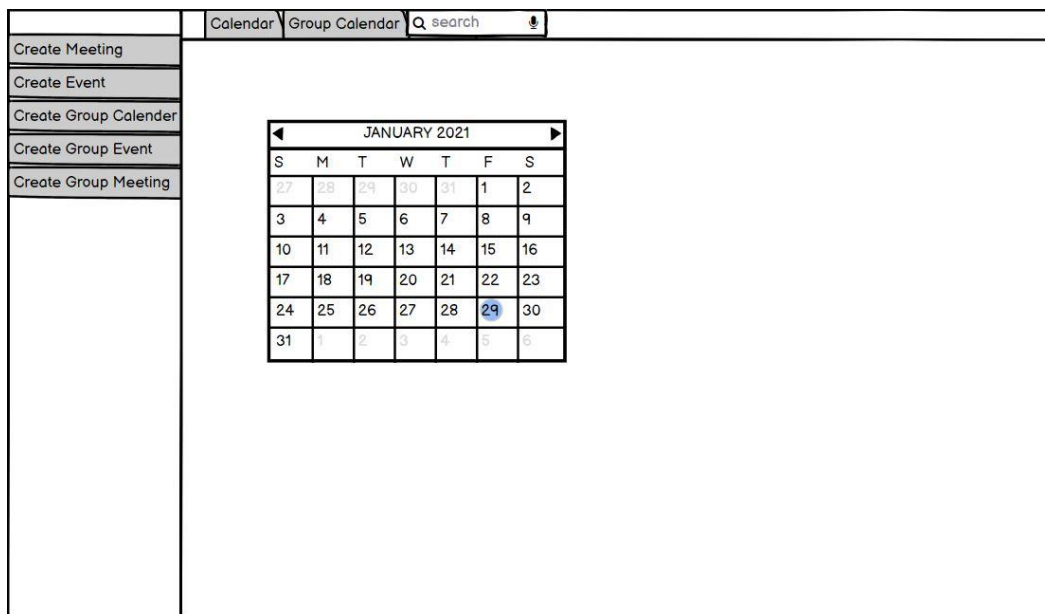 Calendar Group Calendar search
Create Meeting
Create Event
Create Group Calender
Create Group Event
Create Group Meeting
JANUARY 2021
S M T W T F S
27 28 29 30 31 1 2
3 4 5 6 7 8 9
10 11 12 13 14 15 16
17 18 19 20 21 22 23
24 25 26 27 28 29 30
31 1 2 3 4 5 6